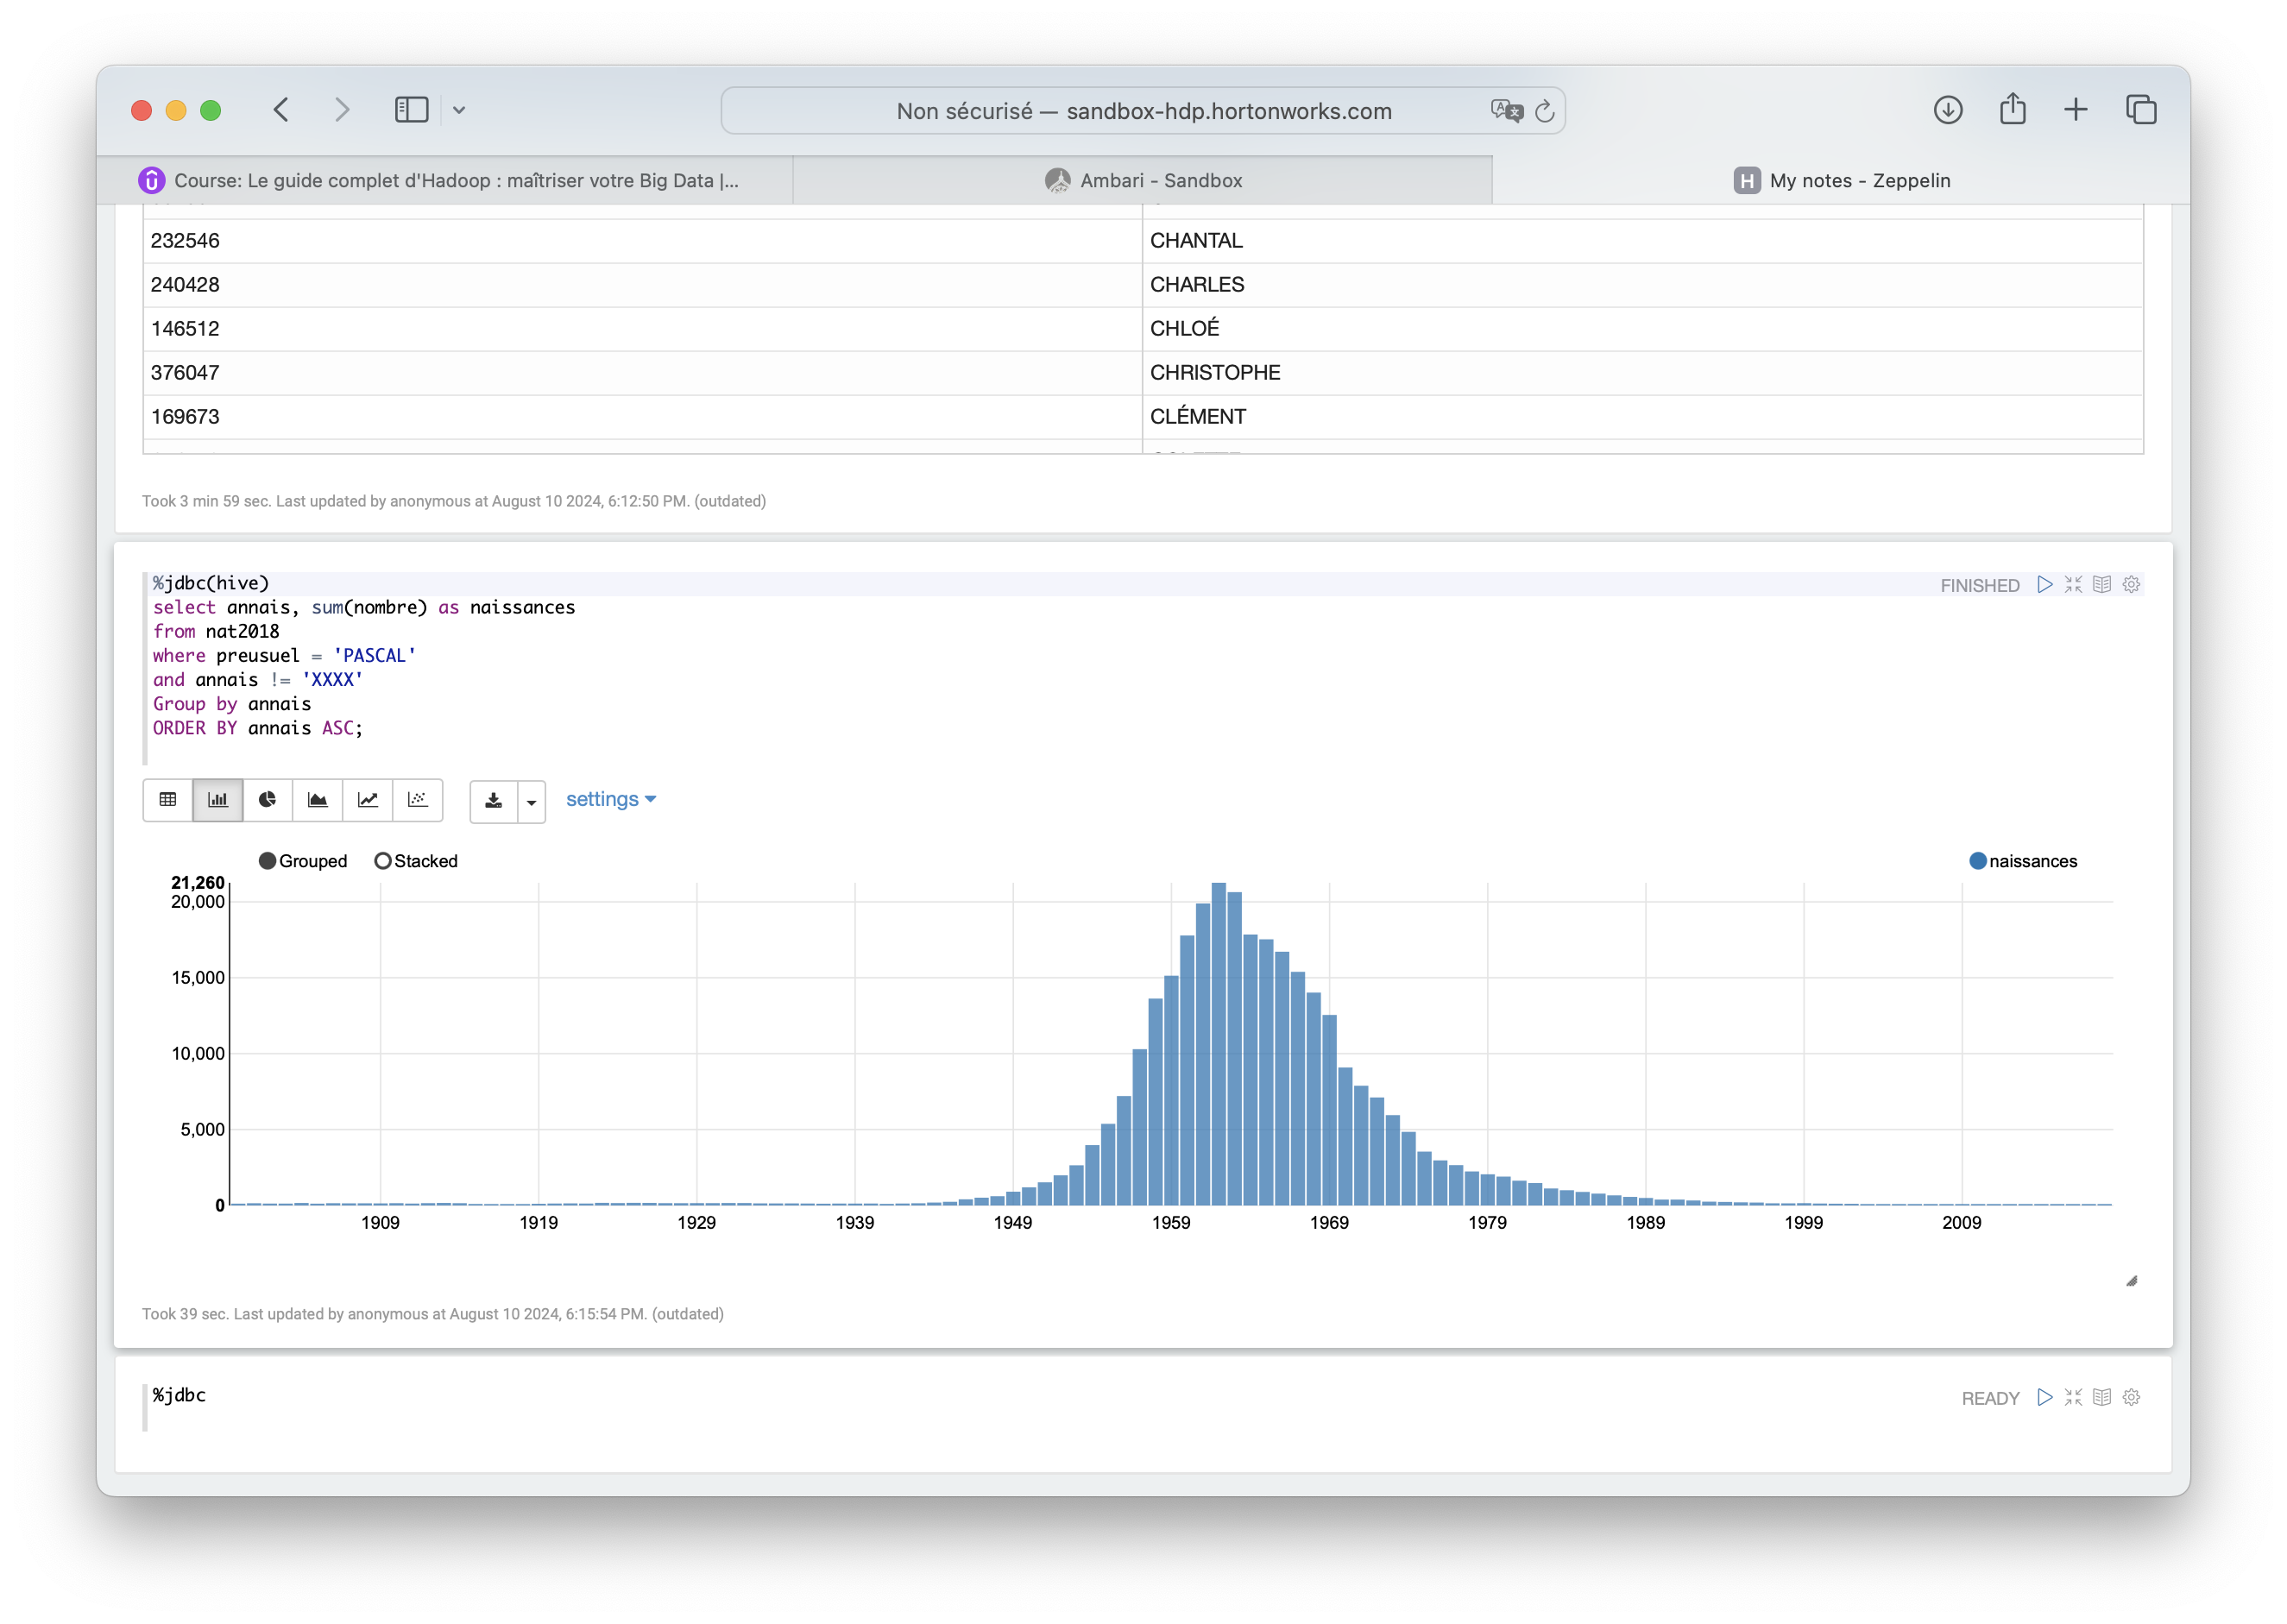 Non sécurisé — sandbox-hdp.hortonworks.com
Course: Le guide complet d'Hadoop : maîtriser votre Big Data |...
Ambari - Sandbox
H My notes - Zeppelin
232546 CHANTAL
240428 CHARLES
146512 CHLOÉ
376047 CHRISTOPHE
169673 CLÉMENT
Took 3 min 59 sec. Last updated by anonymous at August 10 2024, 6:12:50 PM. (outdated)
%jdbc(hive)
FINISHED
select annais, sum(nombre) as naissances
from nat2018
where preusuel = 'PASCAL'
and annais != 'XXXX'
Group by annais
ORDER BY annais ASC;
settings
Grouped Stacked
naissances
21,260
20,000
15,000
10,000
5,000
0
1909 1919 1929 1939 1949 1959 1969 1979 1989 1999 2009
Took 39 sec. Last updated by anonymous at August 10 2024, 6:15:54 PM. (outdated)
%jdbc
READY